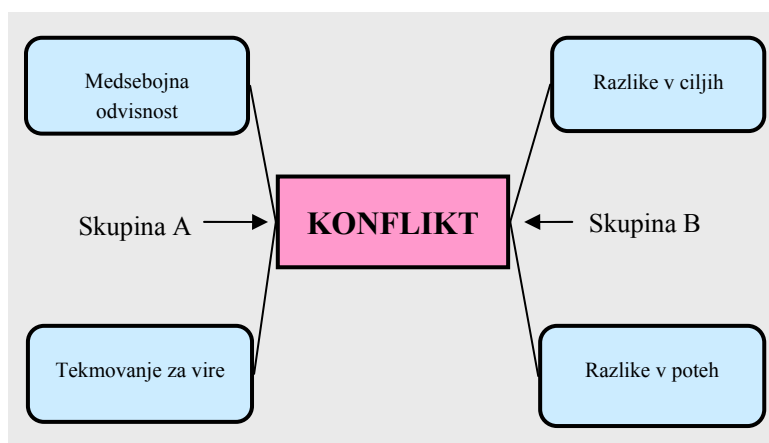 Medsebojna
odvisnost
Razlike v ciljih
Skupina A
KONFLIKT
Skupina B
Tekmovanje za vire
Razlike v poteh